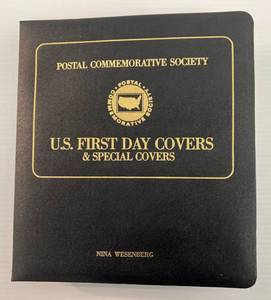 POSTAL COMMEMORATIVE SOCIETY
POSTAL
COMMEMORATIVE
SOCIETY
U.S. FIRST DAY COVERS
& SPECIAL COVERS
NINA WESENBERG